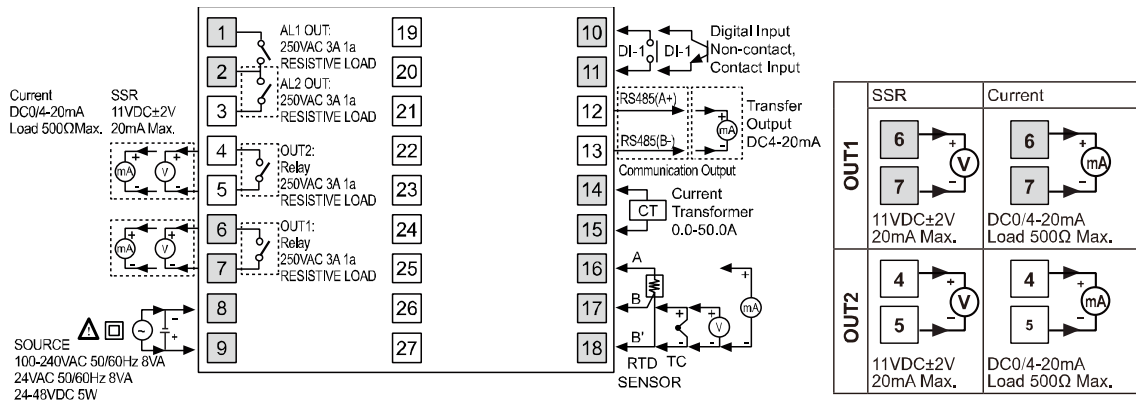 Current
DC0/4-20mA
Load 500ΩMax.
SSR
11VDC±2V
20mA Max.
mA
V
mA
V
SOURCE
100-240VAC 50/60Hz 8VA
24VAC 50/60Hz 8VA
24-48VDC 5W
1
2
3
4
5
6
7
8
9
AL1 OUT:
250VAC 3A 1a
RESISTIVE LOAD
AL2 OUT:
250VAC 3A 1a
RESISTIVE LOAD
OUT2:
Relay
250VAC 3A 1a
RESISTIVE LOAD
OUT1:
Relay
250VAC 3A 1a
RESISTIVE LOAD
19
20
21
22
23
24
25
26
27
10
11
12
13
14
15
16
17
18
DI-1
DI-1
Digital Input
Non-contact,
Contact Input
RS485(A+)
RS485(B-)
Communication Output
mA
Transfer
Output
DC4-20mA
CT
Current
Transformer
0.0-50.0A
A
B
B'
RTD
SENSOR
TC
V
mA
SSR
Current
OUT1
6
7
V
11VDC±2V
20mA Max.
6
7
mA
DC0/4-20mA
Load 500Ω Max.
OUT2
4
5
V
11VDC±2V
20mA Max.
4
5
mA
DC0/4-20mA
Load 500Ω Max.